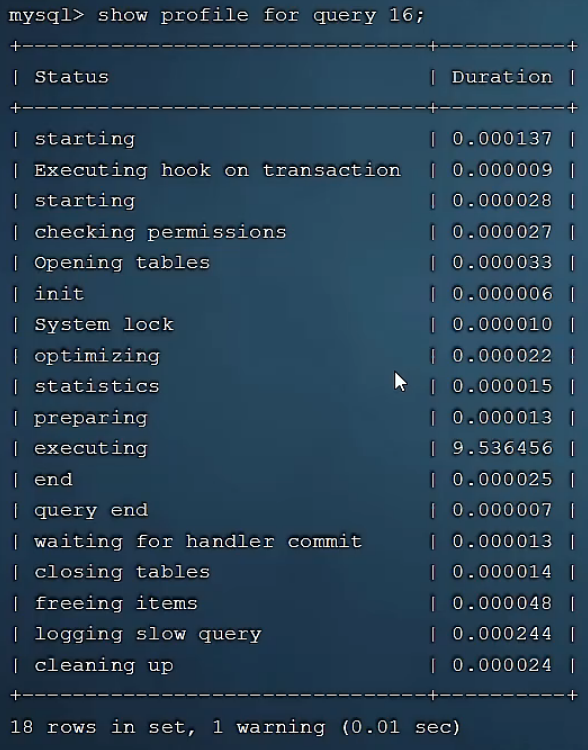 mysql> show profile for query 16;
+--------------------------------+----------+
| Status                         | Duration |
+--------------------------------+----------+
| starting                       | 0.000137 |
| Executing hook on transaction  | 0.000009 |
| starting                       | 0.000028 |
| checking permissions           | 0.000027 |
| Opening tables                 | 0.000033 |
| init                           | 0.000006 |
| System lock                    | 0.000010 |
| optimizing                     | 0.000022 |
| statistics                     | 0.000015 |
| preparing                      | 0.000013 |
| executing                      | 9.536456 |
| end                            | 0.000025 |
| query end                      | 0.000007 |
| waiting for handler commit     | 0.000013 |
| closing tables                 | 0.000014 |
| freeing items                  | 0.000048 |
| logging slow query             | 0.000244 |
| cleaning up                    | 0.000024 |
+--------------------------------+----------+
18 rows in set, 1 warning (0.01 sec)